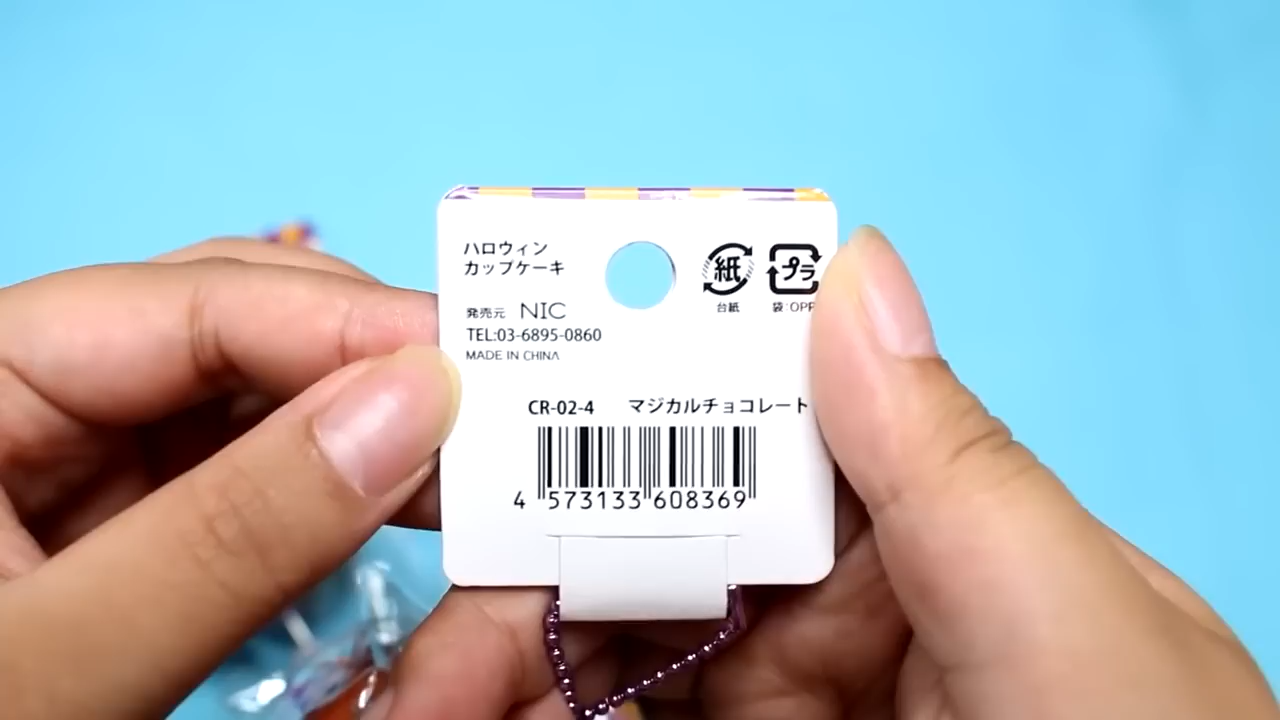 ハロウィン
カップケーキ
発売元 NIC
TEL:03-6895-0860
MADE IN CHINA
紙
台紙
プラ
袋:OPP
CR-02-4 マジカルチョコレート
4 573133 608369